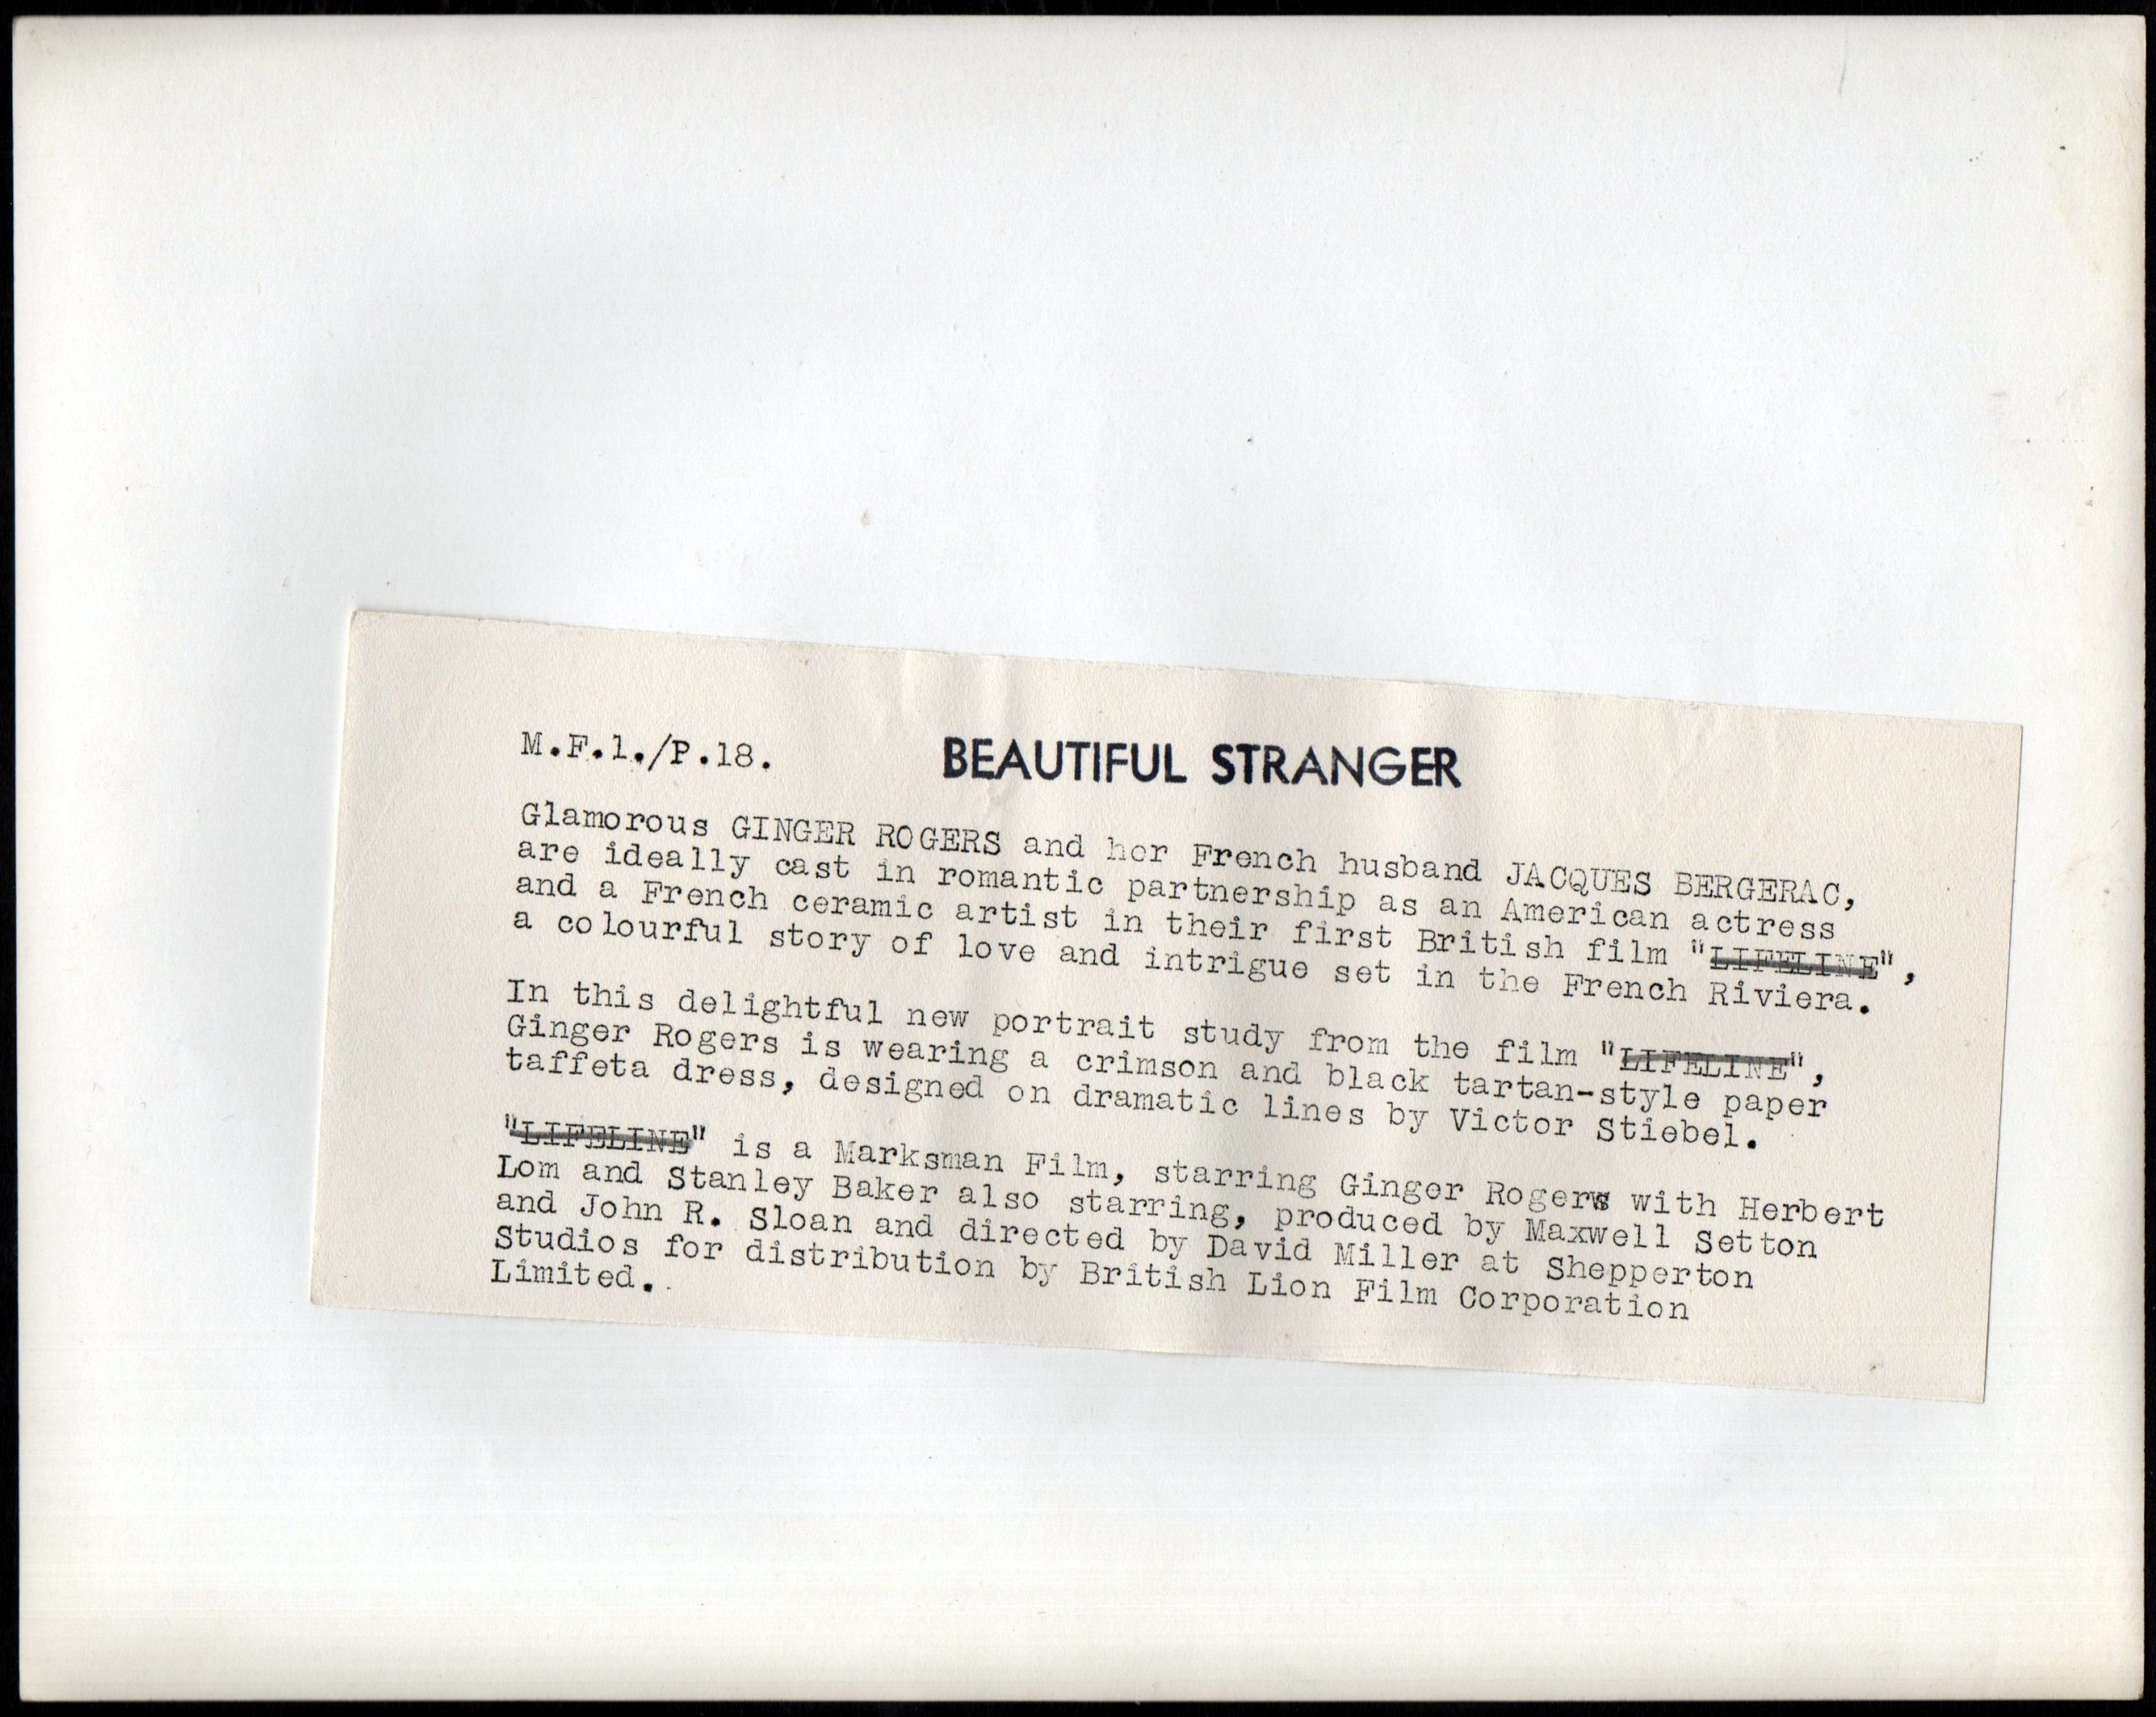 M.F.1./P.18. BEAUTIFUL STRANGER
Glamorous GINGER ROGERS and her French husband JACQUES BERGERAC,
are ideally cast in romantic partnership as an American actress
and a French ceramic artist in their first British film "LIFELINE",
a colourful story of love and intrigue set in the French Riviera.
In this delightful new portrait study from the film "LIFELINE",
Ginger Rogers is wearing a crimson and black tartan-style paper
taffeta dress, designed on dramatic lines by Victor Stiebel.
"LIFELINE" is a Marksman Film, starring Ginger Rogers with Herbert
Lom and Stanley Baker also starring, produced by Maxwell Setton
and John R. Sloan and directed by David Miller at Shepperton
Studios for distribution by British Lion Film Corporation
Limited.